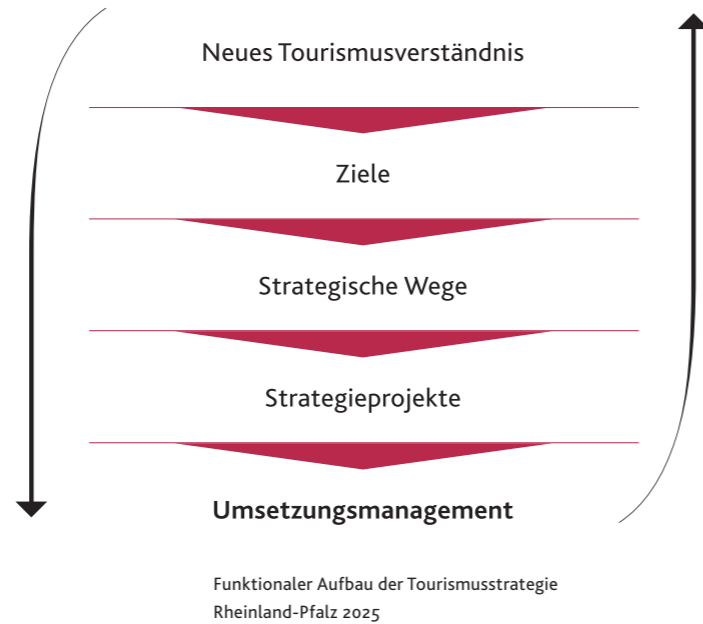 Neues Tourismusverständnis
Ziele
Strategische Wege
Strategieprojekte
Umsetzungsmanagement
Funktionaler Aufbau der Tourismusstrategie
Rheinland-Pfalz 2025